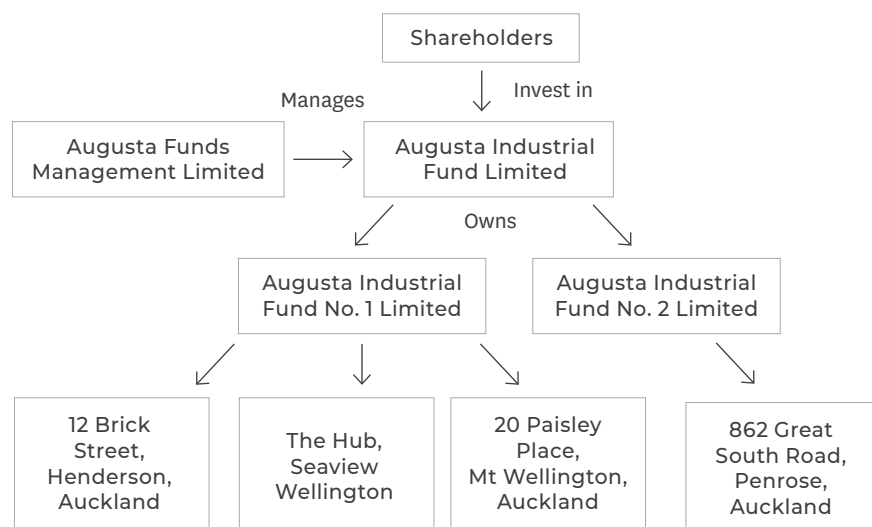 Shareholders
Manages
Invest in
Augusta Funds
Management Limited
Augusta Industrial
Fund Limited
Owns
Augusta Industrial
Fund No. 1 Limited
Augusta Industrial
Fund No. 2 Limited
12 Brick
Street,
Henderson,
Auckland
The Hub,
Seaview
Wellington
20 Paisley
Place,
Mt Wellington,
Auckland
862 Great
South Road,
Penrose,
Auckland